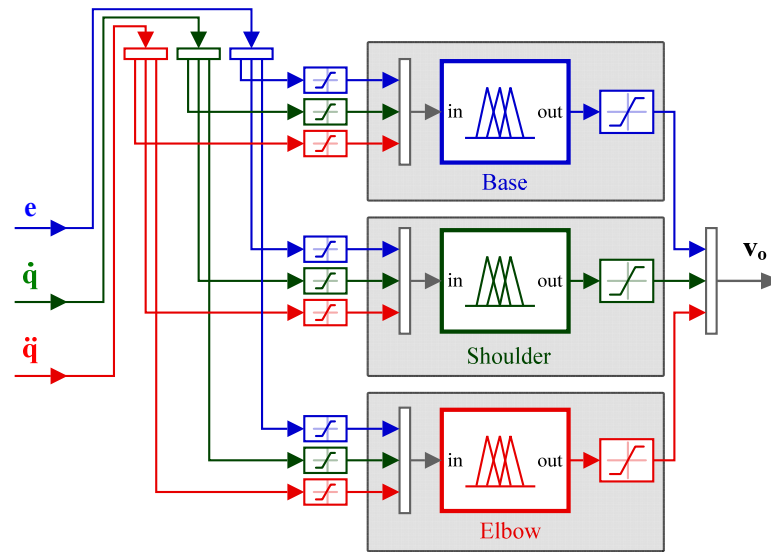 in
out
Base
e
q̇
q̈
in
out
Shoulder
vₒ
in
out
Elbow